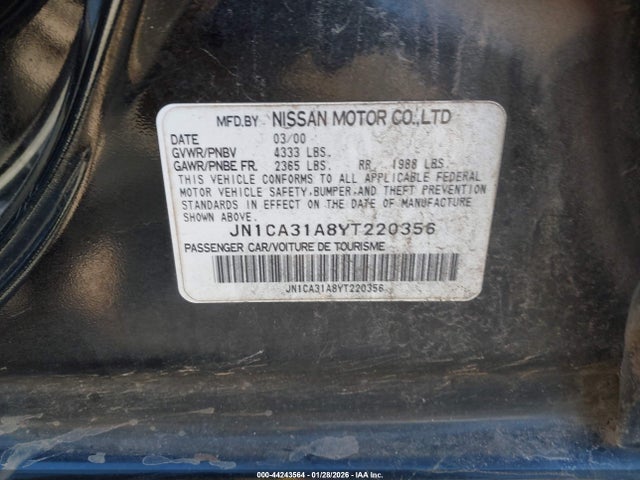 MFD.BY NISSAN MOTOR CO.,LTD
DATE 03/00
GVWR/PNBV 4333 LBS.
GAWR/PNBE FR. 2365 LBS. RR. 1988 LBS.
THIS VEHICLE CONFORMS TO ALL APPLICABLE FEDERAL
MOTOR VEHICLE SAFETY, BUMPER, AND THEFT PREVENTION
STANDARDS IN EFFECT ON THE DATE OF MANUFACTURE
SHOWN ABOVE.
JN1CA31A8YT220356
PASSENGER CAR/VOITURE DE TOURISME
JN1CA31A8YT220356
000-44243564 | 01/28/2026 - IAA Inc.